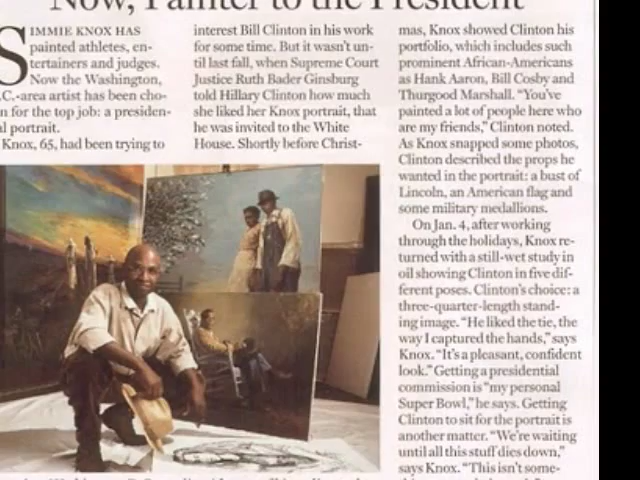 Now, Painter to the President
SIMMIE KNOX HAS
painted athletes, en-
tertainers and judges.
Now the Washington,
.C.-area artist has been cho-
n for the top job: a presiden-
al portrait.
Knox, 65, had been trying to
interest Bill Clinton in his work
for some time. But it wasn't un-
til last fall, when Supreme Court
Justice Ruth Bader Ginsburg
told Hillary Clinton how much
she liked her Knox portrait, that
he was invited to the White
House. Shortly before Christ-
mas, Knox showed Clinton his
portfolio, which includes such
prominent African-Americans
as Hank Aaron, Bill Cosby and
Thurgood Marshall. "You've
painted a lot of people here who
are my friends," Clinton noted.
As Knox snapped some photos,
Clinton described the props he
wanted in the portrait: a bust of
Lincoln, an American flag and
some military medallions.
On Jan. 4, after working
through the holidays, Knox re-
turned with a still-wet study in
oil showing Clinton in five dif-
ferent poses. Clinton's choice: a
three-quarter-length stand-
ing image. "He liked the tie, the
way I captured the hands," says
Knox. "It's a pleasant, confident
look." Getting a presidential
commission is "my personal
Super Bowl," he says. Getting
Clinton to sit for the portrait is
another matter. "We're waiting
until all this stuff dies down,"
says Knox. "This isn't some-